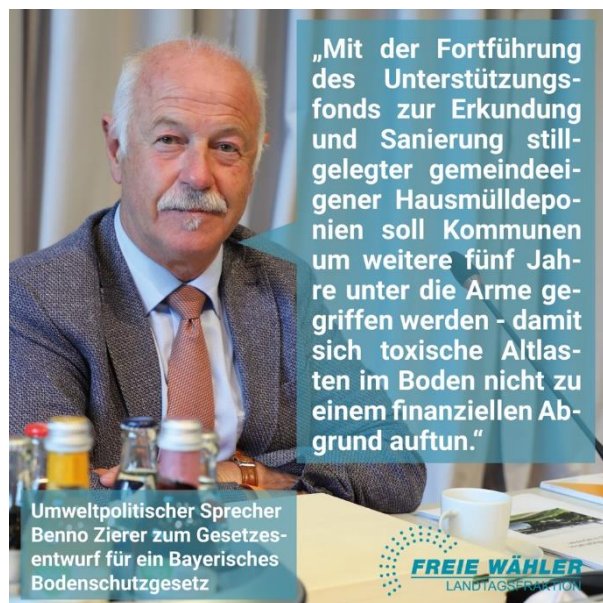 „Mit der Fortführung
des Unterstützungs-
fonds zur Erkundung
und Sanierung still-
gelegter gemeindeei-
gener Hausmülldepo-
nien soll Kommunen
um weitere fünf Jah-
re unter die Arme ge-
griffen werden - damit
sich toxische Altlas-
ten im Boden nicht zu
einem finanziellen Ab-
grund auftun.“
Umweltpolitischer Sprecher
Benno Zierer zum Gesetzes-
entwurf für ein Bayerisches
Bodenschutzgesetz
FREIE WÄHLER
LANDTAGSFRAKTION